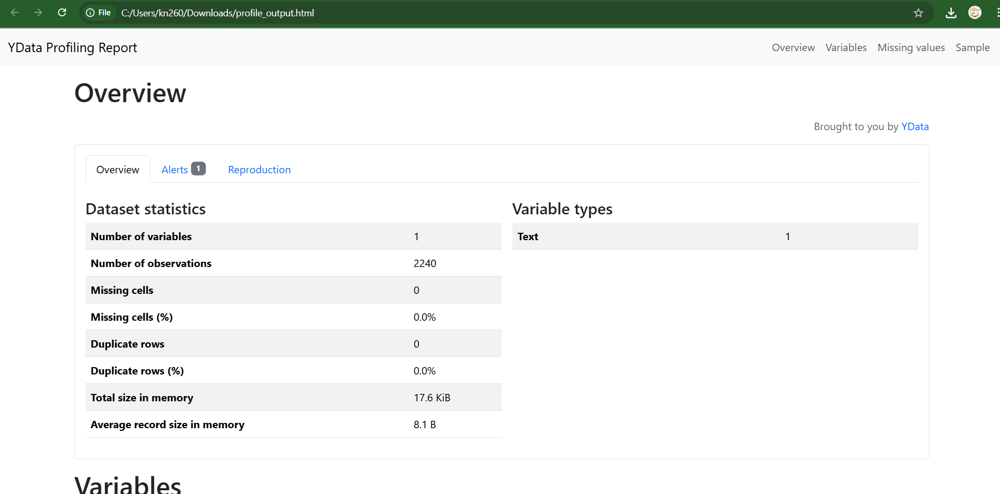 File C:/Users/kn260/Downloads/profile_output.html
YData Profiling Report
Overview Variables Missing values Sample
Overview
Brought to you by YData
Overview Alerts 1 Reproduction
Dataset statistics
Number of variables 1
Number of observations 2240
Missing cells 0
Missing cells (%) 0.0%
Duplicate rows 0
Duplicate rows (%) 0.0%
Total size in memory 17.6 KiB
Average record size in memory 8.1 B
Variable types
Text 1
Variables